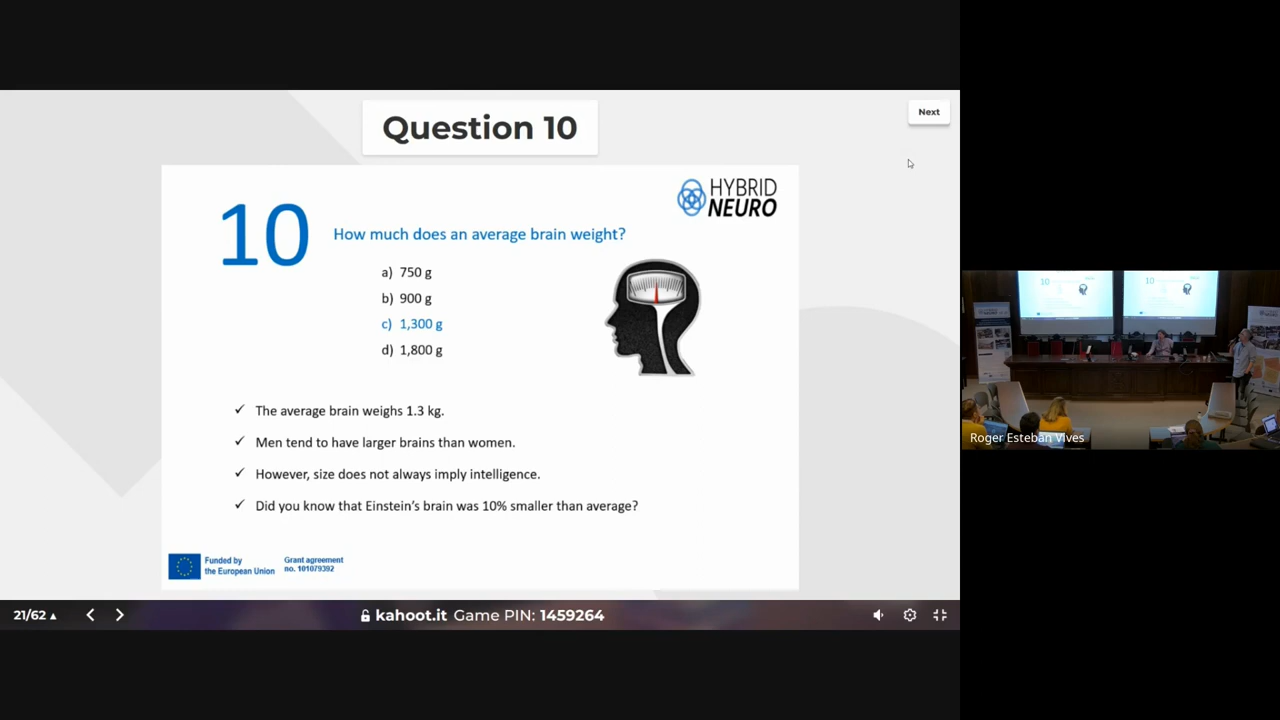 Question 10
Next
HYBRID
NEURO
10
How much does an average brain weight?
a) 750 g
b) 900 g
c) 1,300 g
d) 1,800 g
✓ The average brain weighs 1.3 kg.
✓ Men tend to have larger brains than women.
✓ However, size does not always imply intelligence.
✓ Did you know that Einstein's brain was 10% smaller than average?
Funded by
the European Union
Grant agreement
no. 101079392
21/62
kahoot.it Game PIN: 1459264
10
10
Roger Esteban Vives